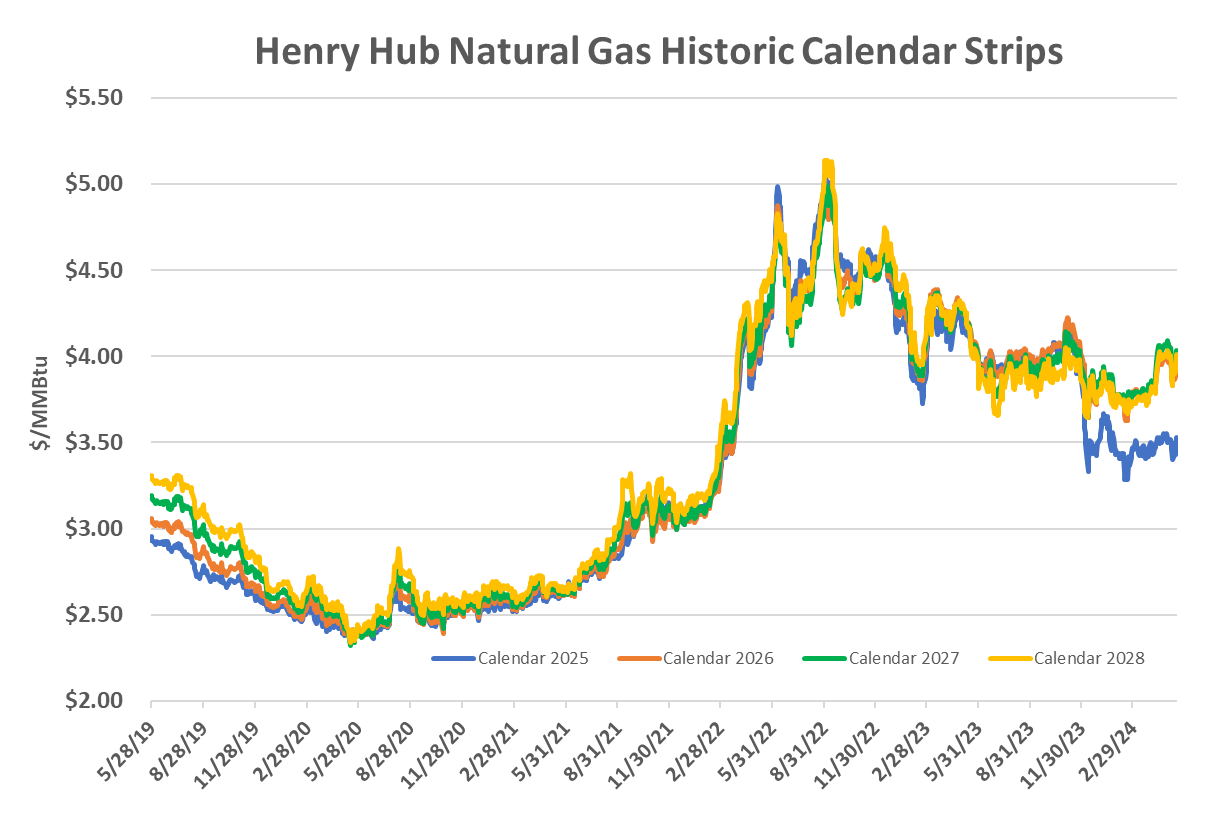 Henry Hub Natural Gas Historic Calendar Strips
$/MMBtu
$5.50
$5.00
$4.50
$4.00
$3.50
$3.00
$2.50
$2.00
Calendar 2025 Calendar 2026 Calendar 2027 Calendar 2028
5/28/19 8/28/19 11/28/19 2/28/20 5/28/20 8/28/20 11/28/20 2/28/21 5/31/21 8/31/21 11/30/21 2/28/22 5/31/22 8/31/22 11/30/22 2/28/23 5/31/23 8/31/23 11/30/23 2/29/24